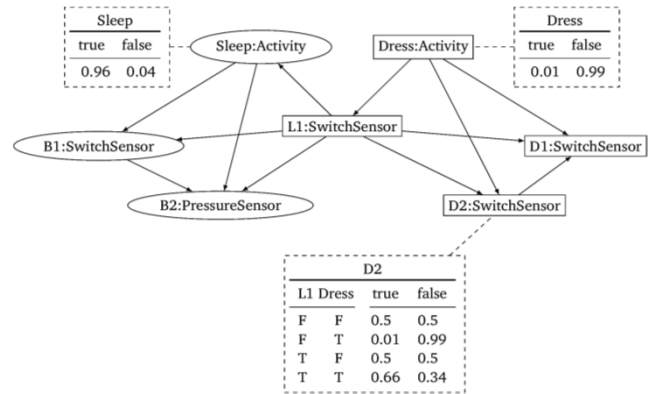 Sleep
true false
0.96 0.04
Sleep:Activity
Dress:Activity
Dress
true false
0.01 0.99
L1:SwitchSensor
B1:SwitchSensor
D1:SwitchSensor
B2:PressureSensor
D2:SwitchSensor
D2
L1 Dress true false
F F 0.5 0.5
F T 0.01 0.99
T F 0.5 0.5
T T 0.66 0.34